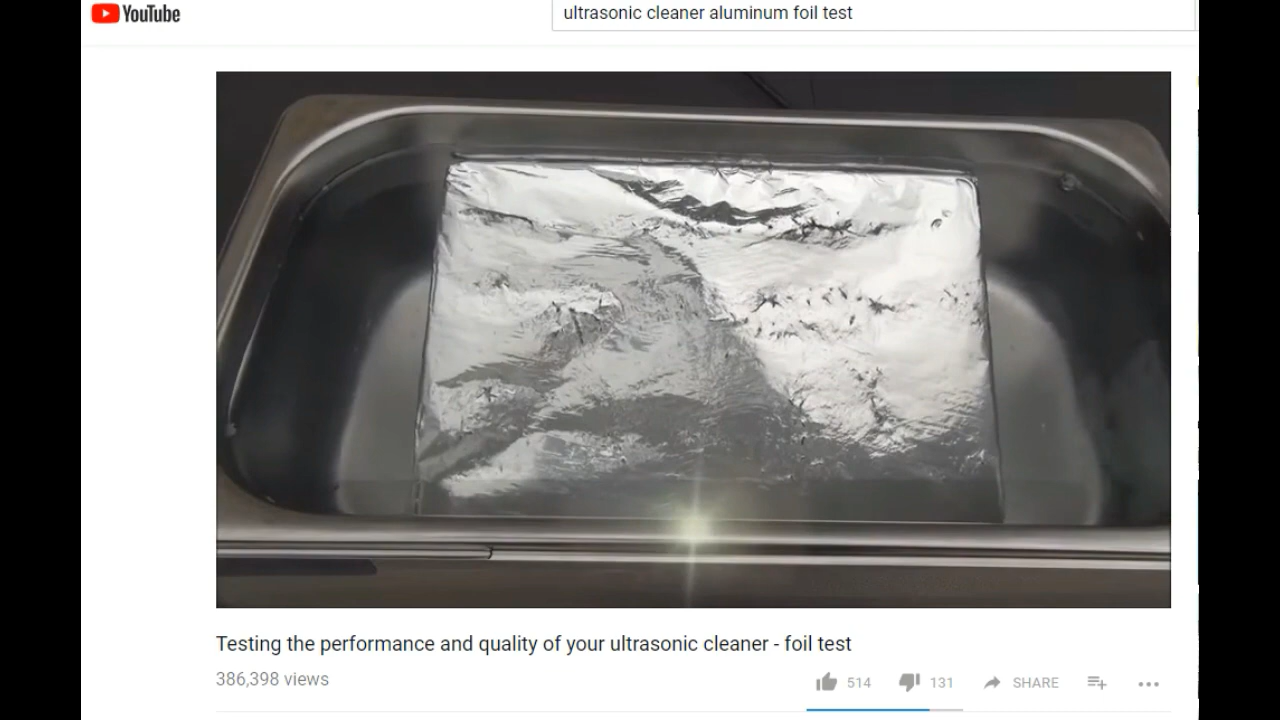 YouTube
ultrasonic cleaner aluminum foil test
Testing the performance and quality of your ultrasonic cleaner - foil test
386,398 views
514
131
SHARE